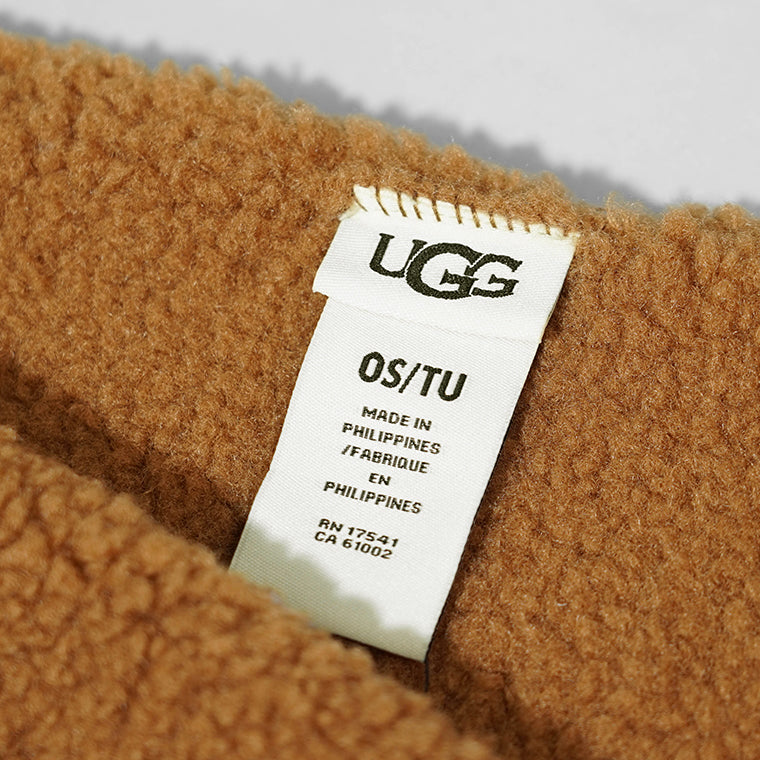 UGG
OS/TU
MADE IN
PHILIPPINES
/FABRIQUE
EN
PHILIPPINES
RN 17541
CA 61002